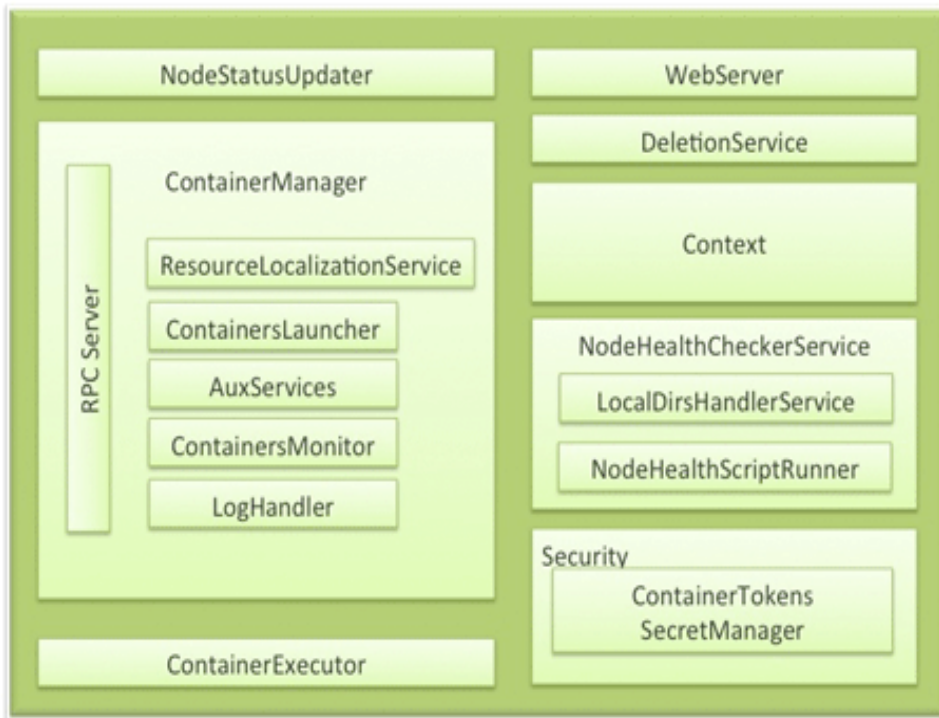 NodeStatusUpdater
ContainerManager
RPC Server
ResourceLocalizationService
ContainersLauncher
AuxServices
ContainersMonitor
LogHandler
ContainerExecutor
WebServer
DeletionService
Context
NodeHealthCheckerService
LocalDirsHandlerService
NodeHealthScriptRunner
Security
ContainerTokens
SecretManager